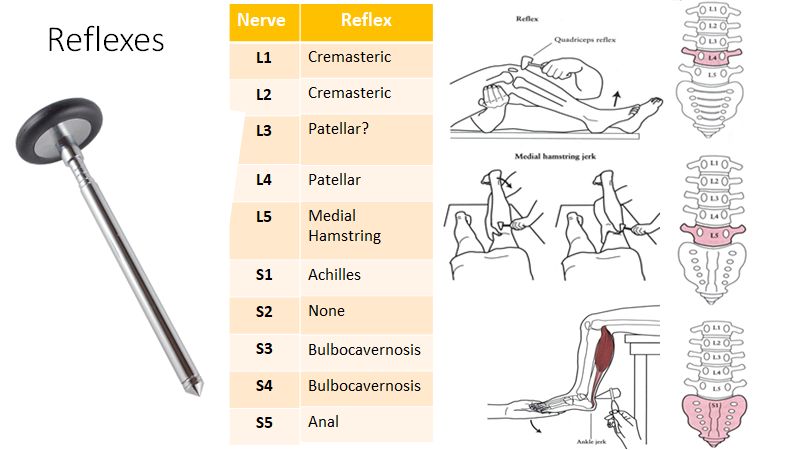 Reflexes
Nerve Reflex
L1 Cremasteric
L2 Cremasteric
L3 Patellar?
L4 Patellar
L5 Medial
Hamstring
S1 Achilles
S2 None
S3 Bulbocavernosis
S4 Bulbocavernosis
S5 Anal
Reflex
Quadriceps reflex
L1
L2
L3
L4
L5
Medial hamstring jerk
L1
L2
L3
L4
L5
Ankle jerk
L1
L2
L3
L4
L5
S1